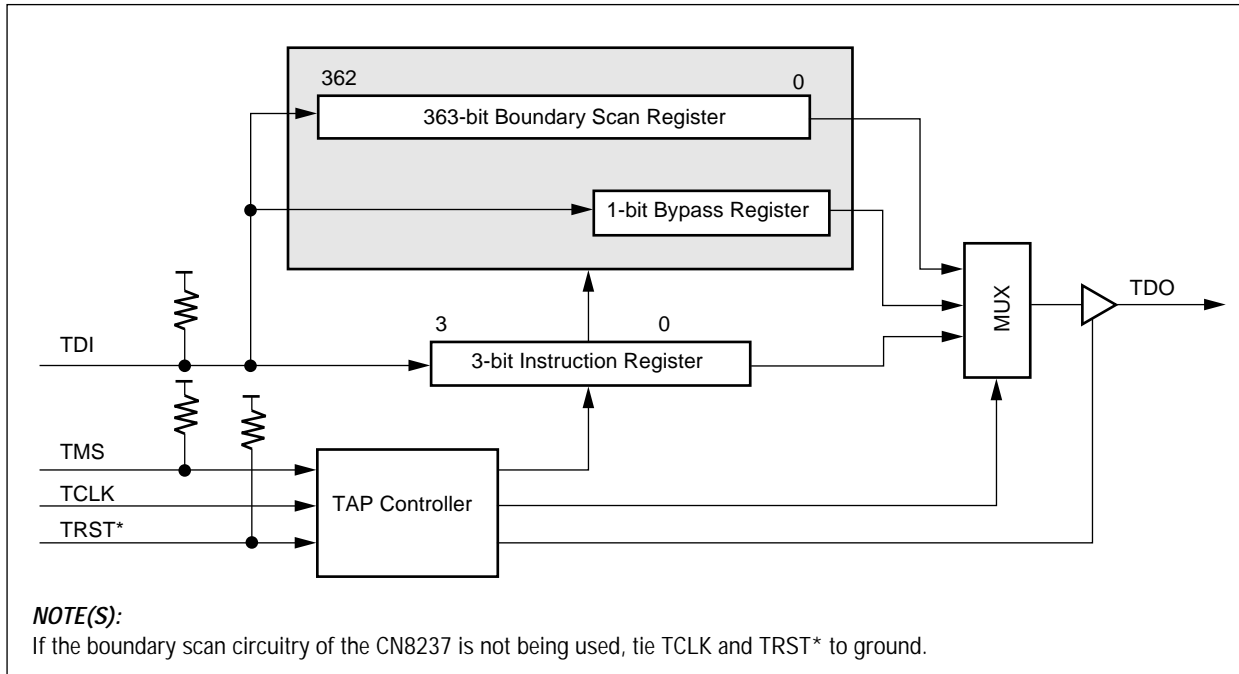 362
0
363-bit Boundary Scan Register
1-bit Bypass Register
MUX
TDO
3
0
TDI
3-bit Instruction Register
TMS
TCLK
TAP Controller
TRST*
NOTE(S):
If the boundary scan circuitry of the CN8237 is not being used, tie TCLK and TRST* to ground.